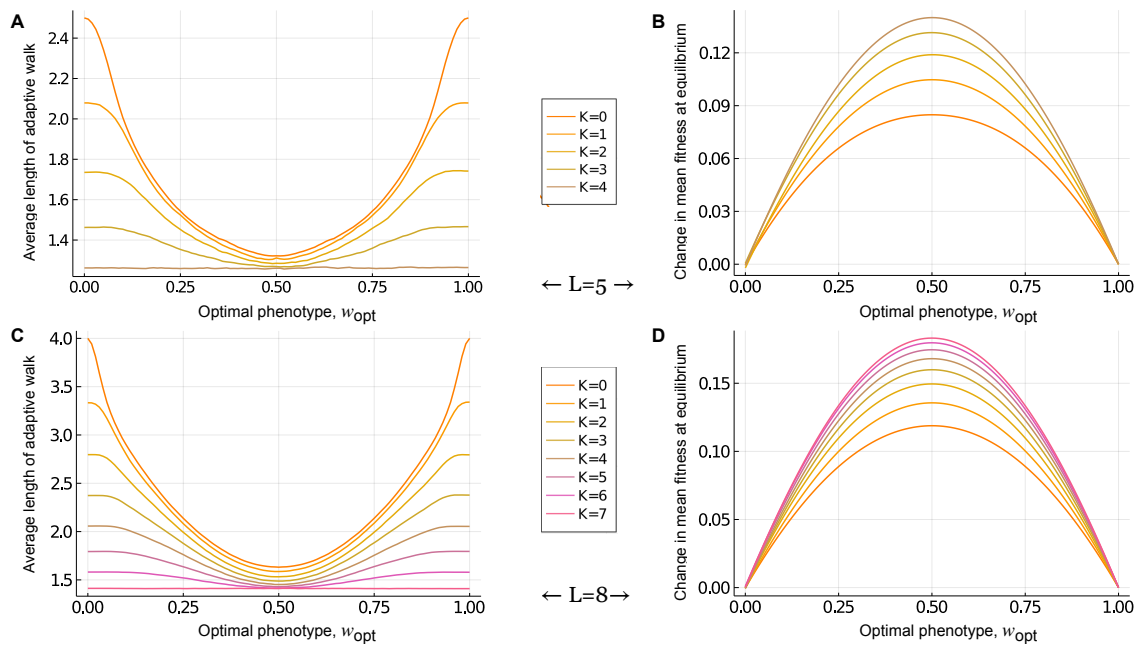 A
Average length of adaptive walk
2.4
2.2
2.0
1.8
1.6
1.4
0.00 0.25 0.50 0.75 1.00
Optimal phenotype, wopt
K=0
K=1
K=2
K=3
K=4
← L=5 →
B
Change in mean fitness at equilibrium
0.12
0.09
0.06
0.03
0.00
0.00 0.25 0.50 0.75 1.00
Optimal phenotype, wopt
C
Average length of adaptive walk
4.0
3.5
3.0
2.5
2.0
1.5
0.00 0.25 0.50 0.75 1.00
Optimal phenotype, wopt
K=0
K=1
K=2
K=3
K=4
K=5
K=6
K=7
← L=8→
D
Change in mean fitness at equilibrium
0.15
0.10
0.05
0.00
0.00 0.25 0.50 0.75 1.00
Optimal phenotype, wopt